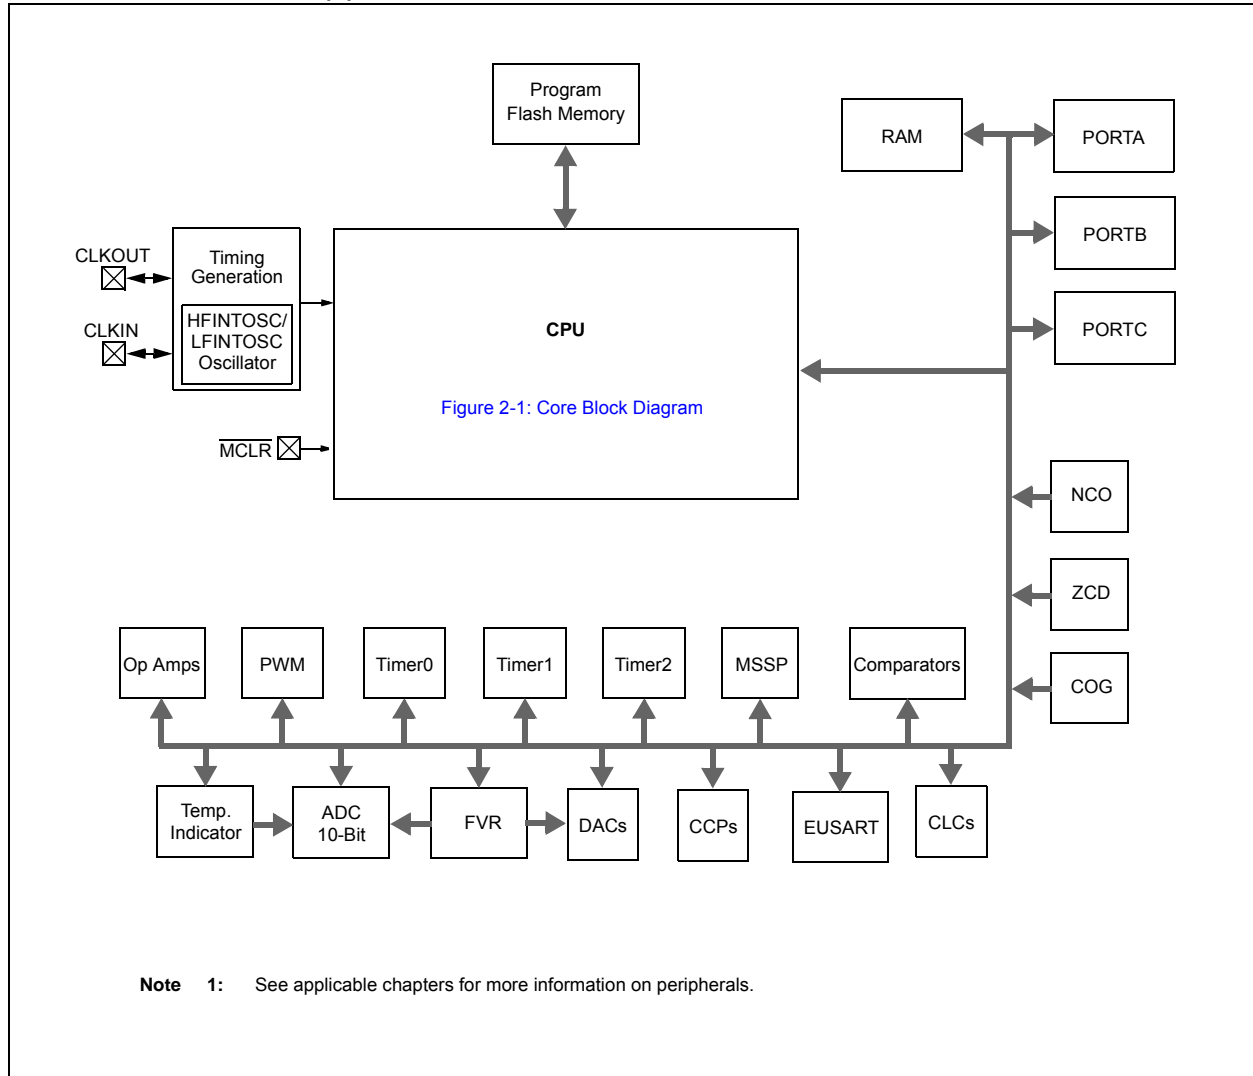 Program
Flash Memory
RAM
PORTA
PORTB
PORTC
CLKOUT
CLKIN
Timing
Generation
HFINTOSC/
LFINTOSC
Oscillator
MCLR
CPU
Figure 2-1: Core Block Diagram
NCO
ZCD
COG
Op Amps
PWM
Timer0
Timer1
Timer2
MSSP
Comparators
Temp.
Indicator
ADC
10-Bit
FVR
DACs
CCPs
EUSART
CLCs
Note 1: See applicable chapters for more information on peripherals.